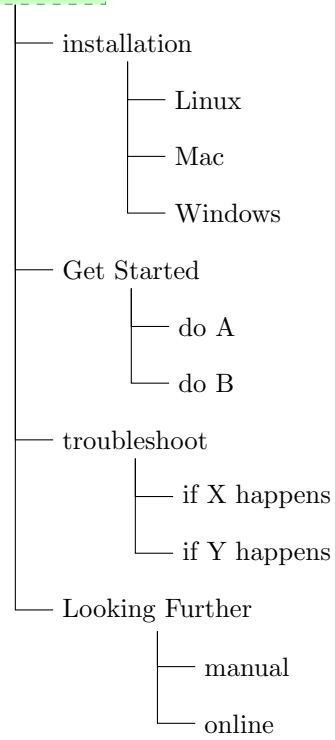 installation
Linux
Mac
Windows
Get Started
do A
do B
troubleshoot
if X happens
if Y happens
Looking Further
manual
online